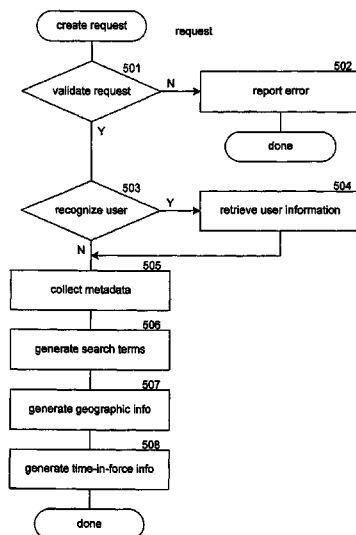 create request
request
501
validate request
N
502
report error
Y
done
503
recognize user
Y
504
retrieve user information
N
505
collect metadata
506
generate search terms
507
generate geographic info
508
generate time-in-force info
done